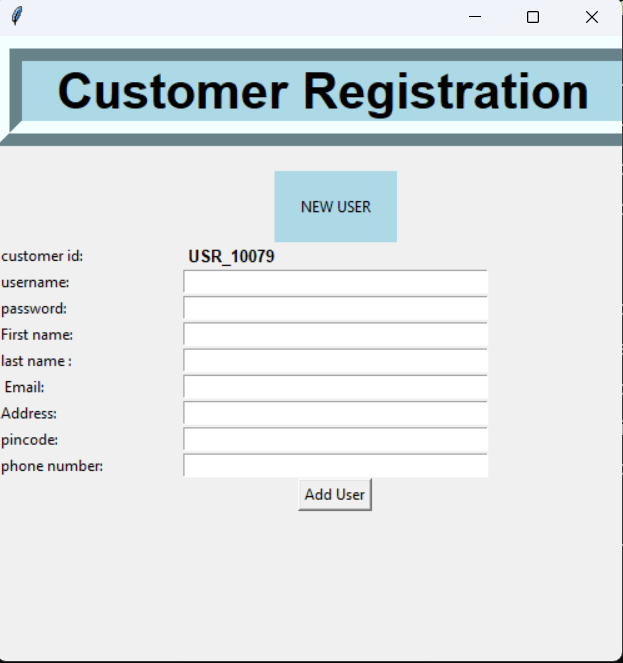 Customer Registration
NEW USER
customer id: USR_10079
username:
password:
First name:
last name :
Email:
Address:
pincode:
phone number:
Add User